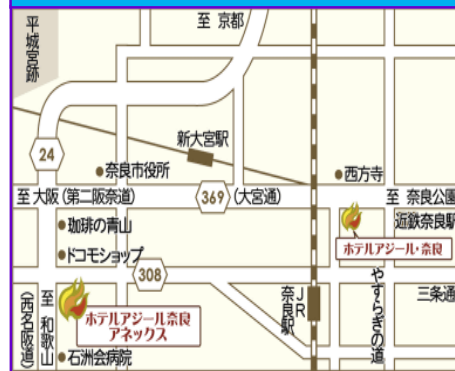 至 京都
平城宮跡
新大宮駅
24
奈良市役所
西方寺
至 大阪 (第二阪奈道)
369
(大宮通)
至 奈良公園
近鉄奈良駅
珈琲の青山
ホテルアジール・奈良
ドコモショップ
308
JR奈良駅
やすらぎの道
三条通
至 和歌山
(西名阪道)
ホテルアジール奈良
アネックス
石洲会病院